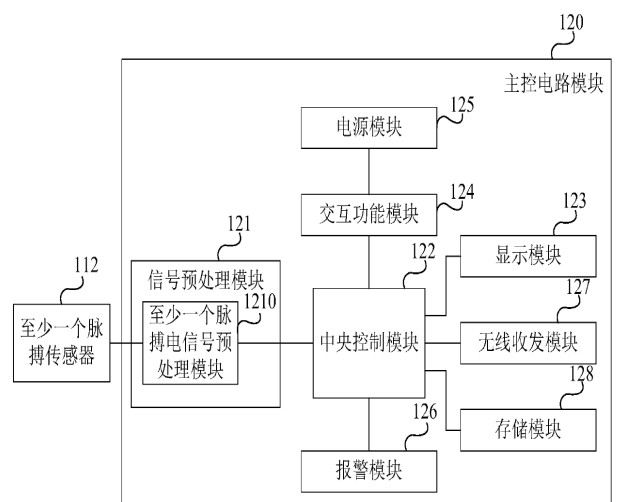 120
主控电路模块
125
电源模块
124
交互功能模块
123
显示模块
121
信号预处理模块
122
112
1210
至少一个脉
搏电信号预
处理模块
至少一个脉
搏传感器
中央控制模块
127
无线收发模块
128
存储模块
126
报警模块